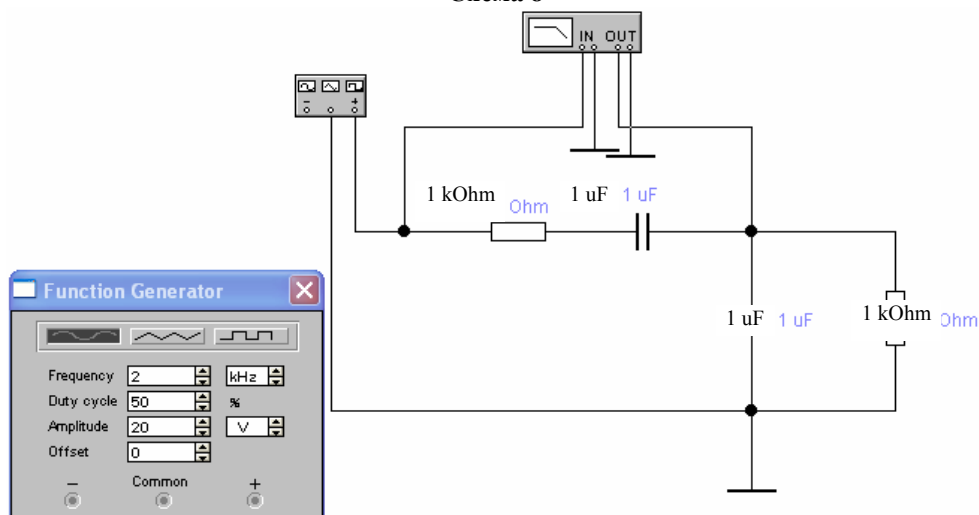 IN OUT
- +
1 kOhm Ohm 1 uF 1 uF
1 uF 1 uF 1 kOhm Ohm
Function Generator
Frequency 2 kHz
Duty cycle 50 %
Amplitude 20 V
Offset 0
- Common +